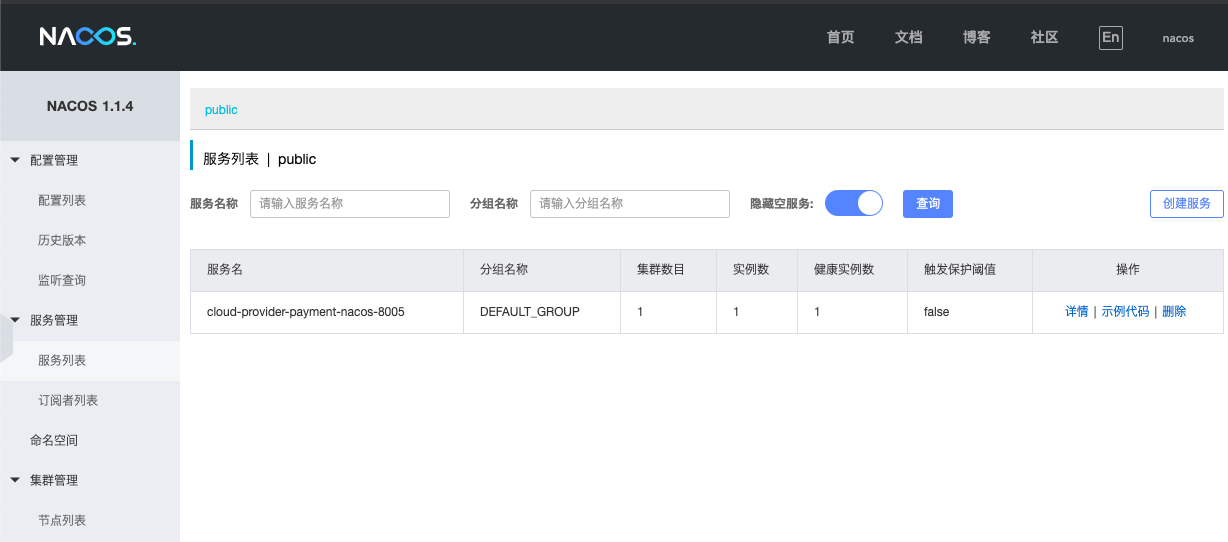 NACOS.
首页 文档 博客 社区 En nacos
NACOS 1.1.4
配置管理
配置列表
历史版本
监听查询
服务管理
服务列表
订阅者列表
命名空间
集群管理
节点列表
public
服务列表 | public
服务名称 请输入服务名称 分组名称 请输入分组名称 隐藏空服务: 查询 创建服务
服务名 分组名称 集群数目 实例数 健康实例数 触发保护阈值 操作
cloud-provider-payment-nacos-8005 DEFAULT_GROUP 1 1 1 false 详情 | 示例代码 | 删除